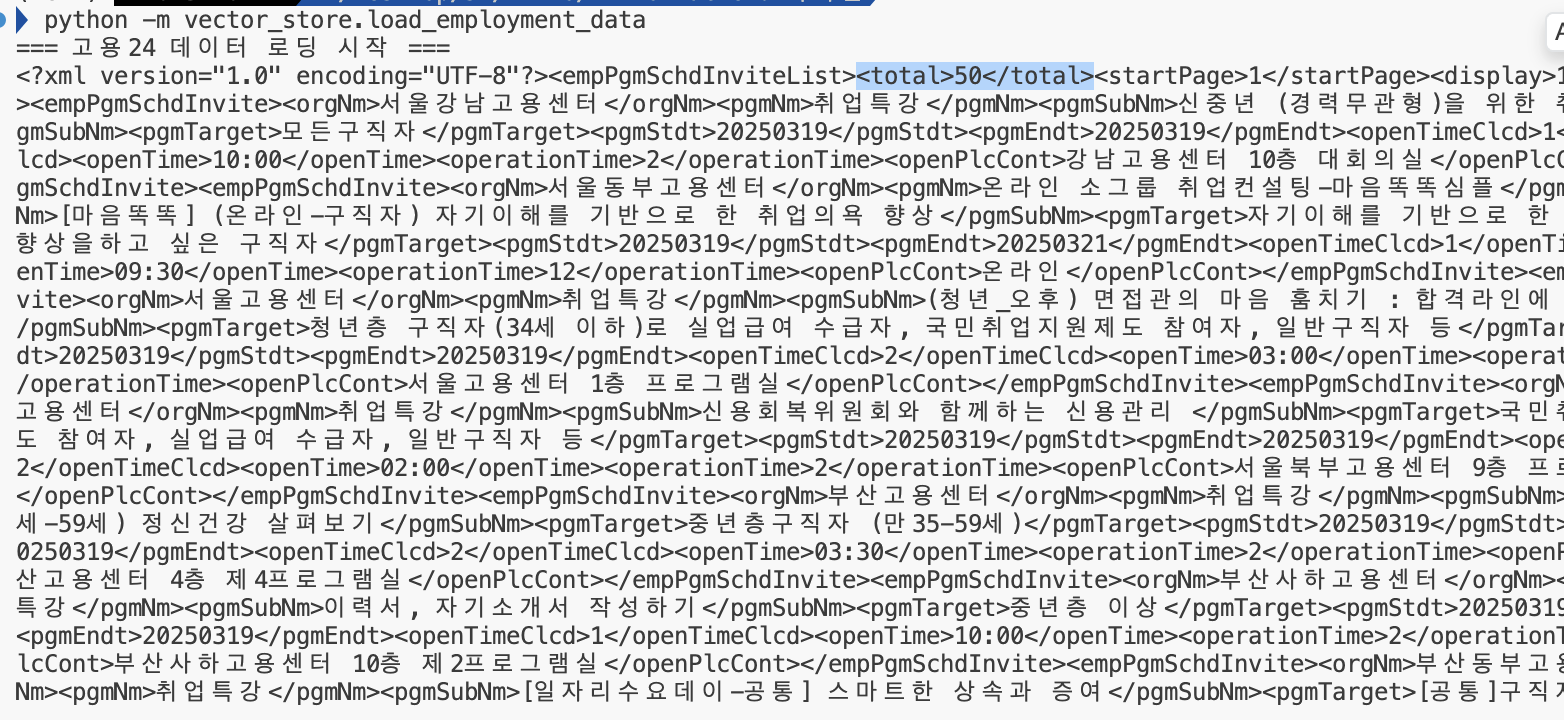 python -m vector_store.load_employment_data
=== 고용24 데이터 로딩 시작 ===
<?xml version="1.0" encoding="UTF-8"?><empPgmSchdInviteList><total>50</total><startPage>1</startPage><display>1
><empPgmSchdInvite><orgNm>서울강남고용센터</orgNm><pgmNm>취업특강</pgmNm><pgmSubNm>신중년 (경력무관형)을 위한
gmSubNm><pgmTarget>모든구직자</pgmTarget><pgmStdt>20250319</pgmStdt><pgmEndt>20250319</pgmEndt><openTimeClcd>1<
lcd><openTime>10:00</openTime><operationTime>2</operationTime><openPlcCont>강남고용센터 10층 대회의실</openPlcC
gmSchdInvite><empPgmSchdInvite><orgNm>서울동부고용센터</orgNm><pgmNm>온라인 소그룹 취업컨설팅-마음똑똑심플</pgm
Nm>[마음똑똑] (온라인-구직자) 자기이해를 기반으로 한 취업의욕 향상</pgmSubNm><pgmTarget>자기이해를 기반으로 한
향상을하고 싶은 구직자</pgmTarget><pgmStdt>20250319</pgmStdt><pgmEndt>20250321</pgmEndt><openTimeClcd>1</openTi
enTime>09:30</openTime><operationTime>12</operationTime><openPlcCont>온라인</openPlcCont></empPgmSchdInvite><em
vite><orgNm>서울고용센터</orgNm><pgmNm>취업특강</pgmNm><pgmSubNm>(청년_오후) 면접관의 마음 훔치기 : 합격라인에
/pgmSubNm><pgmTarget>청년층 구직자(34세 이하)로 실업급여 수급자, 국민취업지원제도 참여자, 일반구직자 등</pgmTar
dt>20250319</pgmStdt><pgmEndt>20250319</pgmEndt><openTimeClcd>2</openTimeClcd><openTime>03:00</openTime><operat
/operationTime><openPlcCont>서울고용센터 1층 프로그램실</openPlcCont></empPgmSchdInvite><empPgmSchdInvite><orgN
고용센터</orgNm><pgmNm>취업특강</pgmNm><pgmSubNm>신용회복위원회와 함께하는 신용관리 </pgmSubNm><pgmTarget>국민취
도 참여자, 실업급여 수급자, 일반구직자 등</pgmTarget><pgmStdt>20250319</pgmStdt><pgmEndt>20250319</pgmEndt><ope
2</openTimeClcd><openTime>02:00</openTime><operationTime>2</operationTime><openPlcCont>서울북부고용센터 9층 프로
</openPlcCont></empPgmSchdInvite><empPgmSchdInvite><orgNm>부산고용센터</orgNm><pgmNm>취업특강</pgmNm><pgmSubNm>
세-59세) 정신건강 살펴보기</pgmSubNm><pgmTarget>중년층구직자 (만35-59세)</pgmTarget><pgmStdt>20250319</pgmStdt>
0250319</pgmEndt><openTimeClcd>2</openTimeClcd><openTime>03:30</openTime><operationTime>2</operationTime><openP
산고용센터 4층 제4프로그램실</openPlcCont></empPgmSchdInvite><empPgmSchdInvite><orgNm>부산사하고용센터</orgNm><
특강</pgmNm><pgmSubNm>이력서, 자기소개서 작성하기</pgmSubNm><pgmTarget>중년층 이상</pgmTarget><pgmStdt>20250319
<pgmEndt>20250319</pgmEndt><openTimeClcd>1</openTimeClcd><openTime>10:00</openTime><operationTime>2</operationT
lcCont>부산사하고용센터 10층 제2프로그램실</openPlcCont></empPgmSchdInvite><empPgmSchdInvite><orgNm>부산동부고용
Nm><pgmNm>취업특강</pgmNm><pgmSubNm>[일자리수요데이-공통] 스마트한 상속과 증여</pgmSubNm><pgmTarget>[공통]구직자